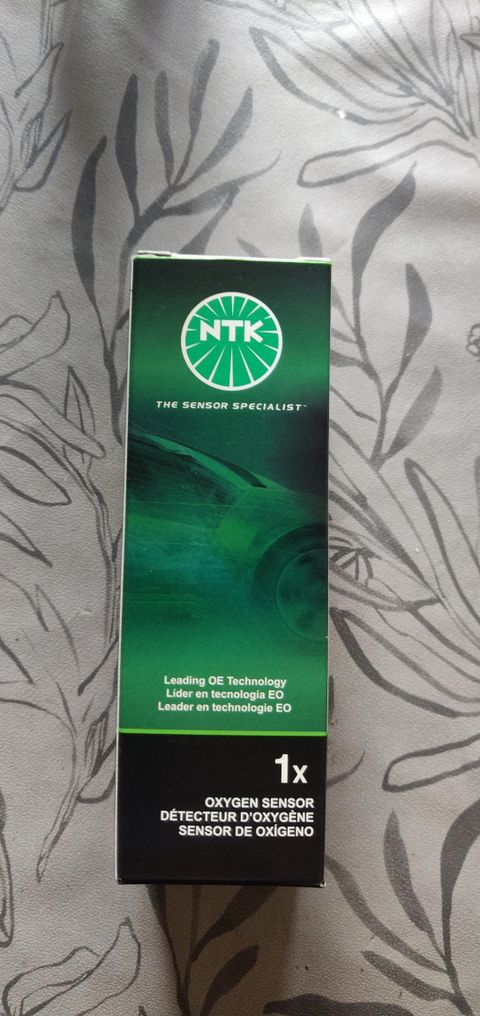 NTK
THE SENSOR SPECIALIST™
Leading OE Technology
Líder en tecnología EO
Leader en technologie EO
1x
OXYGEN SENSOR
DÉTECTEUR D'OXYGÈNE
SENSOR DE OXÍGENO